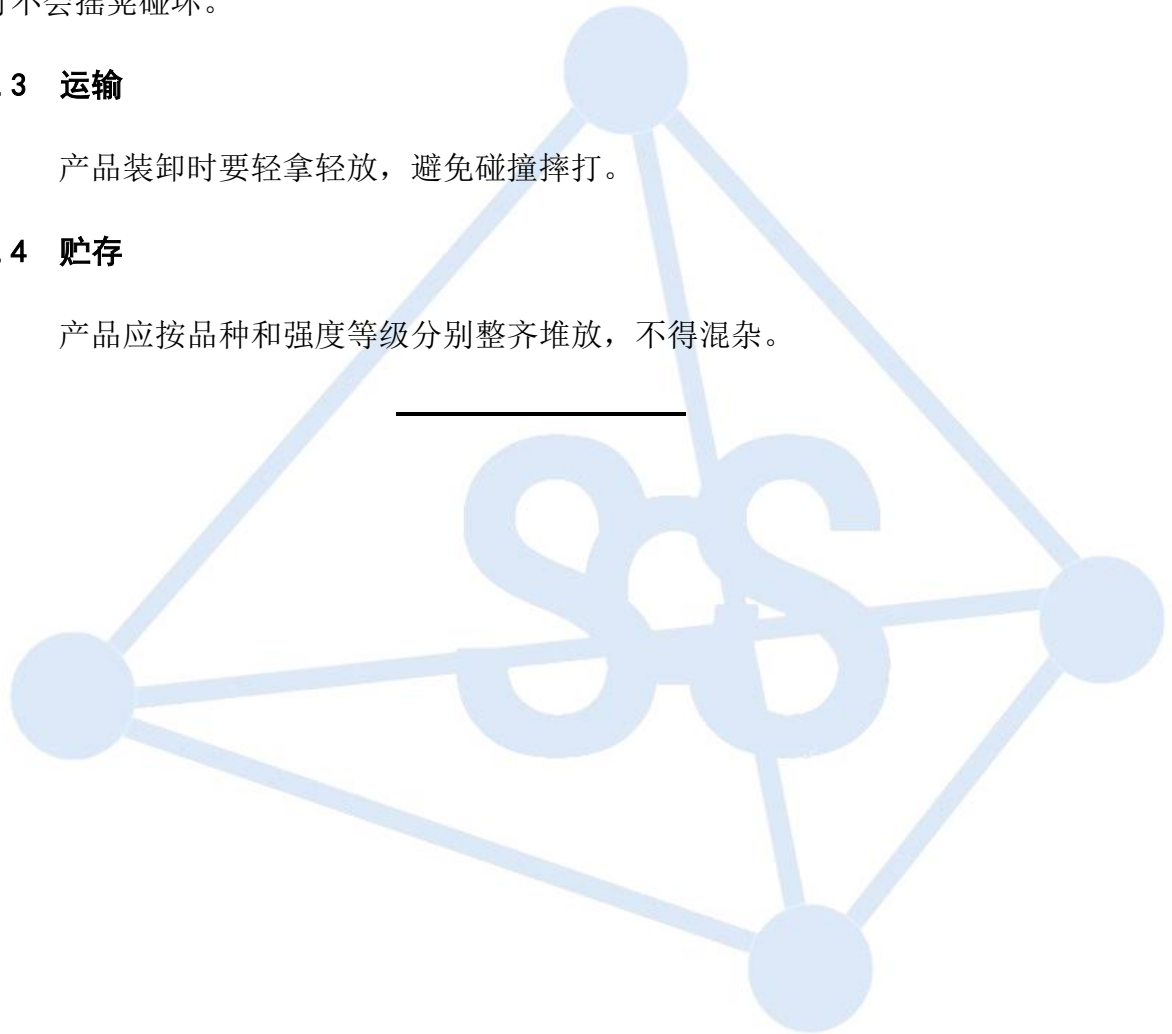 不会摇晃碰坏。
.3 运输
产品装卸时要轻拿轻放，避免碰撞摔打。
.4 贮存
产品应按品种和强度等级分别整齐堆放，不得混杂。
SS